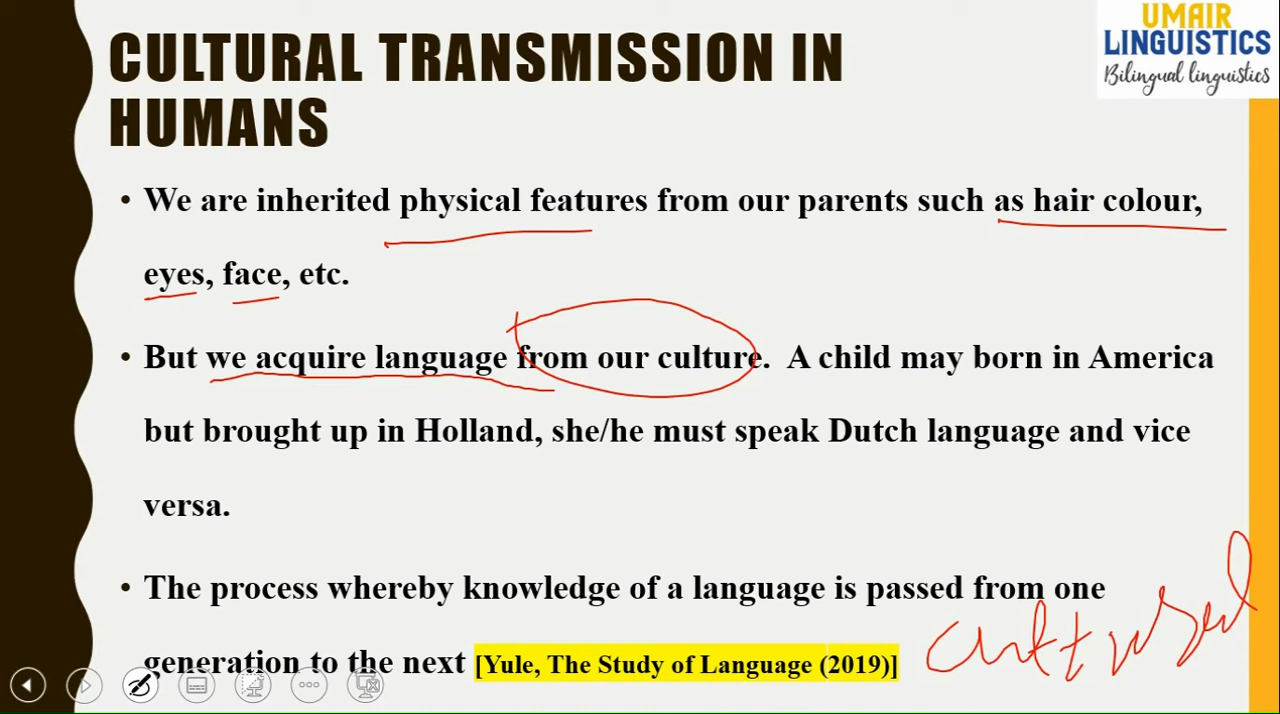 UMAIR
LINGUISTICS
Bilingual linguistics
CULTURAL TRANSMISSION IN
HUMANS
• We are inherited physical features from our parents such as hair colour,
eyes, face, etc.
• But we acquire language from our culture. A child may born in America
but brought up in Holland, she/he must speak Dutch language and vice
versa.
• The process whereby knowledge of a language is passed from one
generation to the next [Yule, The Study of Language (2019)]